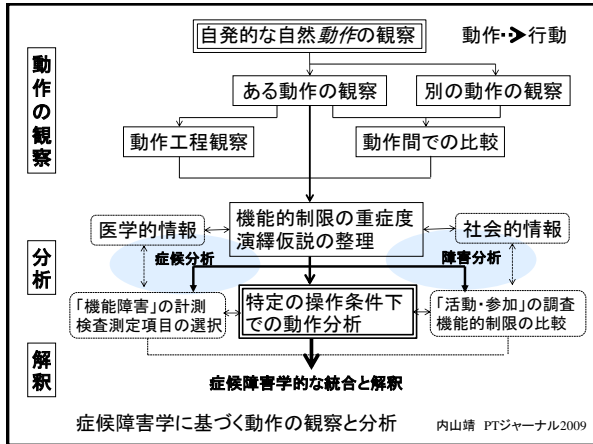 自発的な自然動作の観察
動作･･>行動
動作の観察
ある動作の観察
別の動作の観察
動作工程観察
動作間での比較
医学的情報
機能的制限の重症度
演繹仮説の整理
社会的情報
分析
症候分析
障害分析
「機能障害」の計測
検査測定項目の選択
特定の操作条件下
での動作分析
「活動・参加」の調査
機能的制限の比較
解釈
症候障害学的な統合と解釈
症候障害学に基づく動作の観察と分析
内山靖 PTジャーナル2009